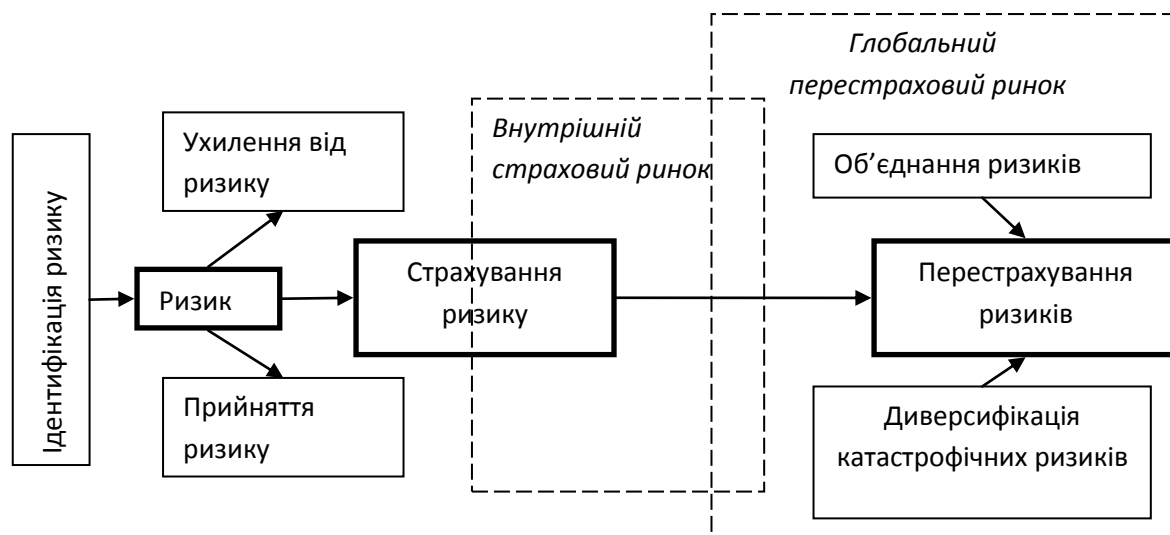 Глобальний
перестраховий ринок
Внутрішній
страховий ринок
Ідентифікація ризику
Ухилення від
ризику
Ризик
Прийняття
ризику
Страхування
ризику
Об’єднання ризиків
Перестрахування
ризиків
Диверсифікація
катастрофічних ризиків